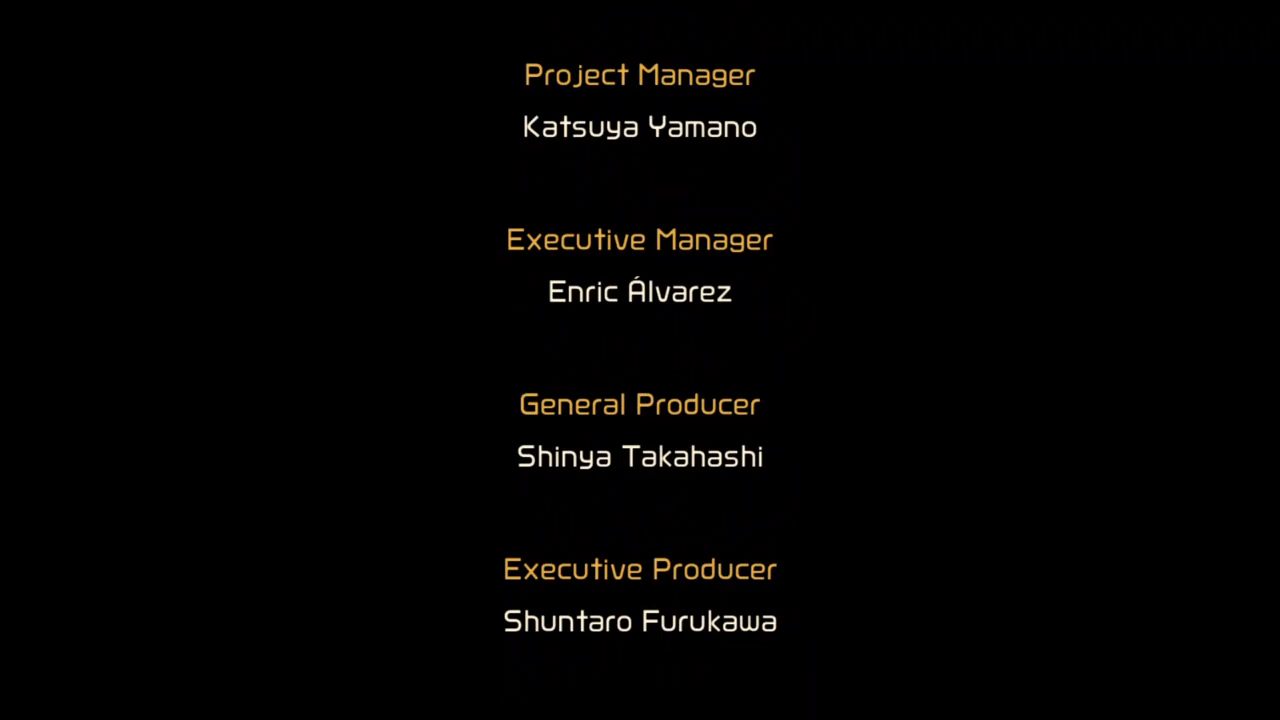 Project Manager
Katsuya Yamano
Executive Manager
Enric Álvarez
General Producer
Shinya Takahashi
Executive Producer
Shuntaro Furukawa